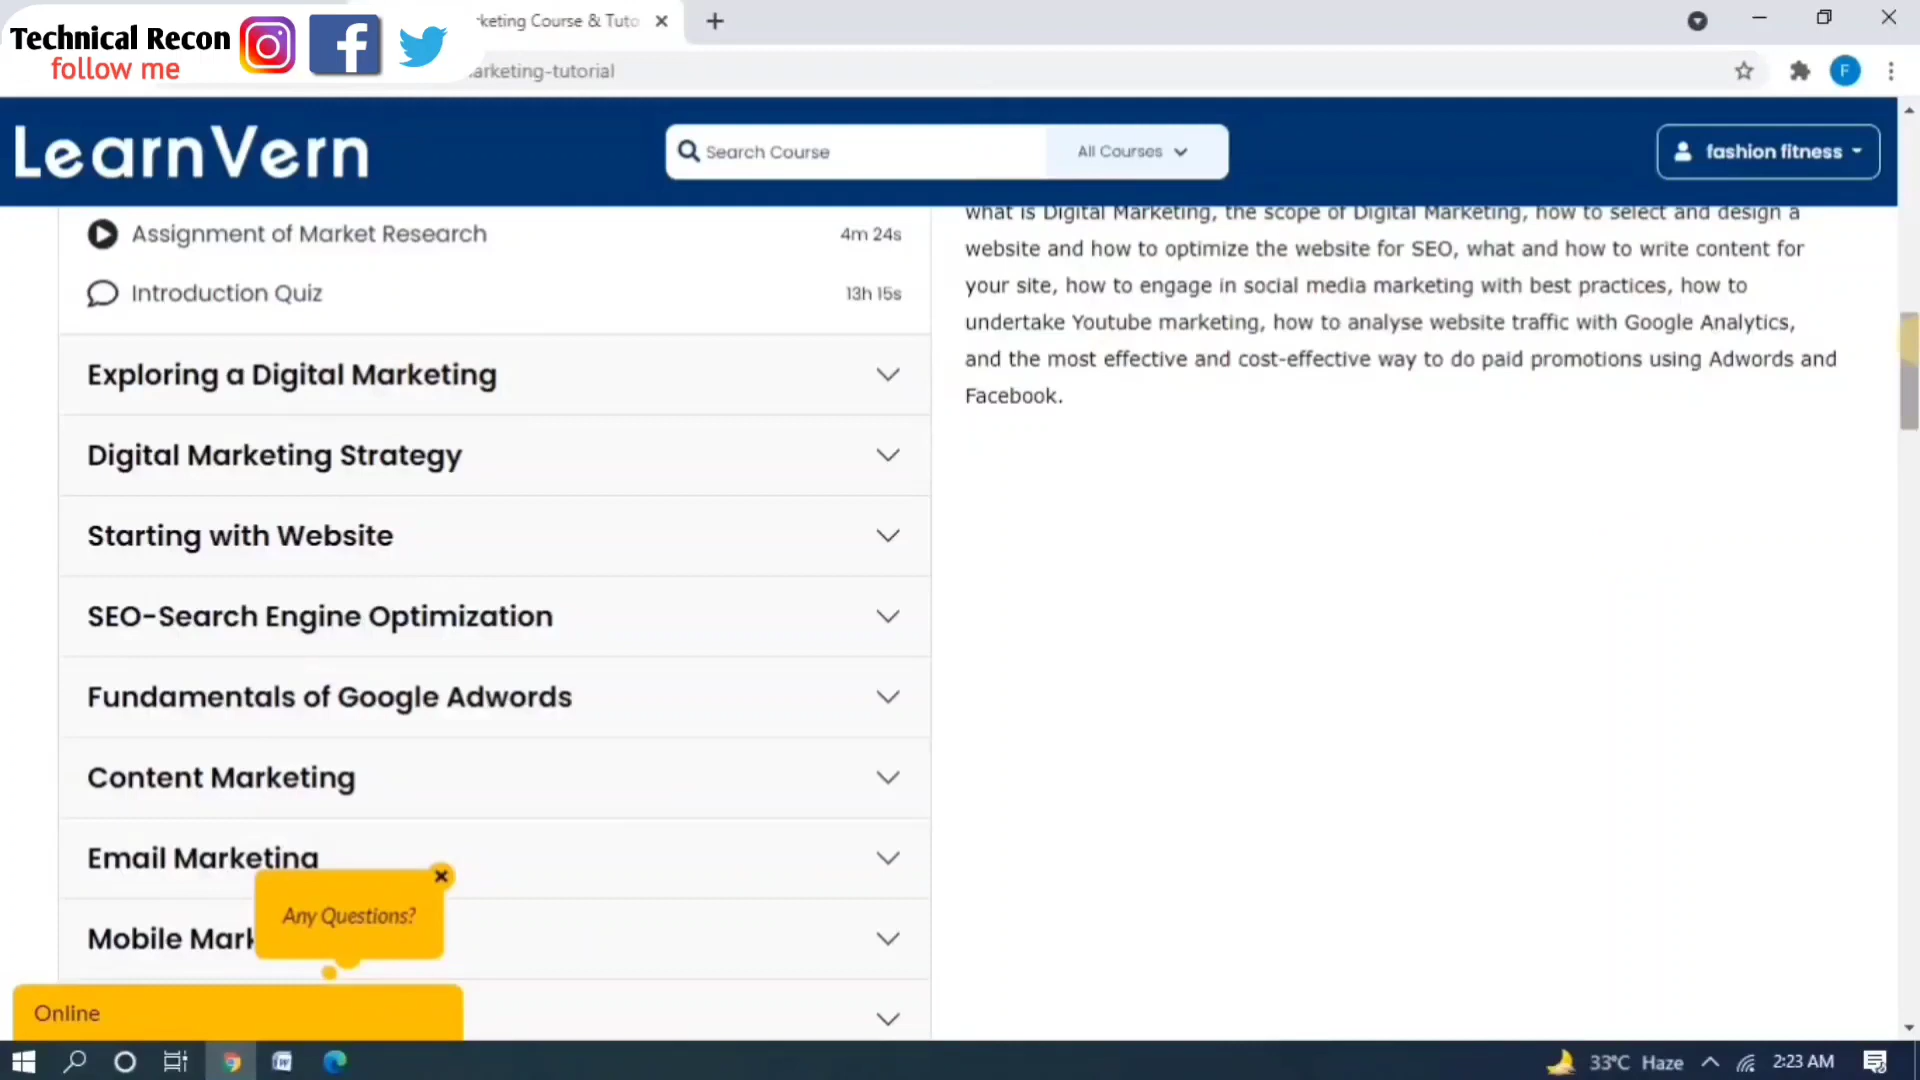 Technical Recon
follow me
keting Course & Tuto
arketing-tutorial
F
LearnVern
Search Course
All Courses
fashion fitness
Assignment of Market Research
4m 24s
Introduction Quiz
13h 15s
what is Digital Marketing, the scope of Digital Marketing, how to select and design a
website and how to optimize the website for SEO, what and how to write content for
your site, how to engage in social media marketing with best practices, how to
undertake Youtube marketing, how to analyse website traffic with Google Analytics,
and the most effective and cost-effective way to do paid promotions using Adwords and
Facebook.
Exploring a Digital Marketing
Digital Marketing Strategy
Starting with Website
SEO-Search Engine Optimization
Fundamentals of Google Adwords
Content Marketing
Email Marketing
Mobile Mark
Any Questions?
Online
33°C Haze
2:23 AM